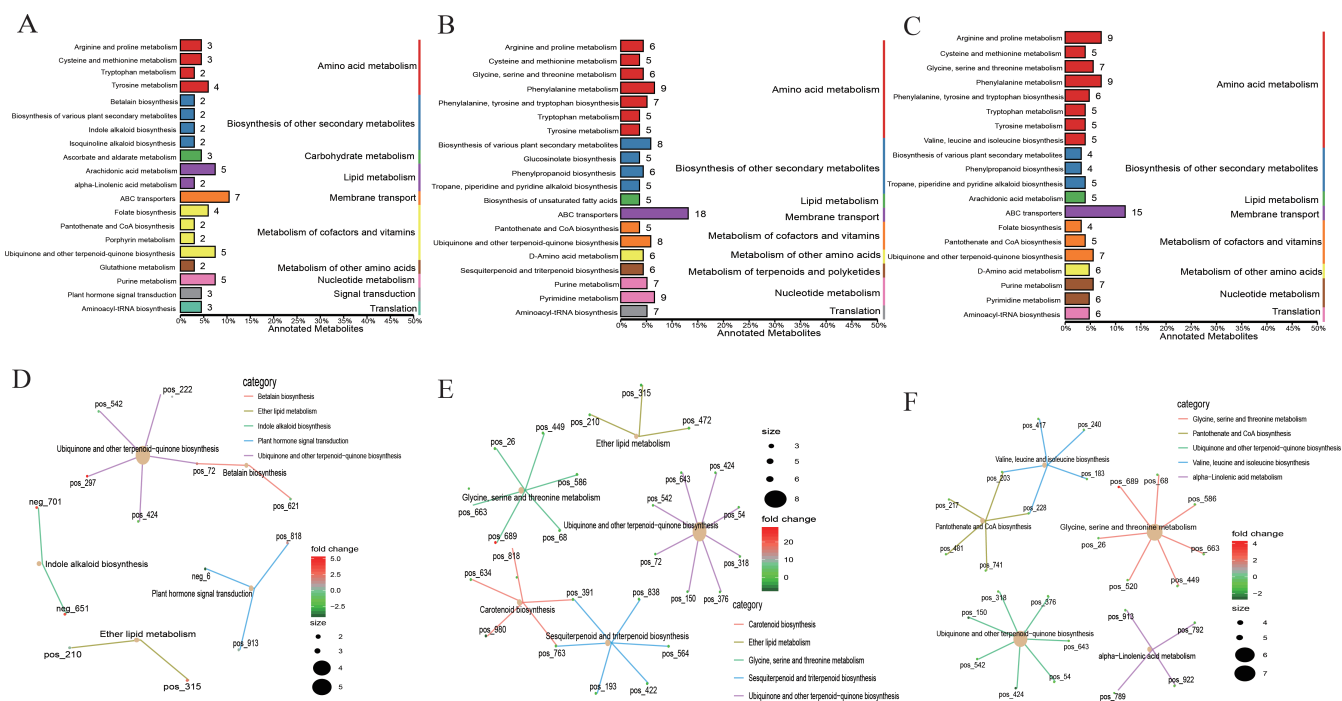 A
Arginine and proline metabolism 3
Cysteine and methionine metabolism 3
Tryptophan metabolism 2
Tyrosine metabolism 4
Amino acid metabolism
Betalain biosynthesis 2
Biosynthesis of various plant secondary metabolites 2
Indole alkaloid biosynthesis 2
Isoquinoline alkaloid biosynthesis 2
Biosynthesis of other secondary metabolites
Ascorbate and aldarate metabolism 3
Carbohydrate metabolism
Arachidonic acid metabolism 5
alpha-Linolenic acid metabolism 2
Lipid metabolism
ABC transporters 7
Membrane transport
Folate biosynthesis 4
Pantothenate and CoA biosynthesis 2
Porphyrin metabolism 2
Ubiquinone and other terpenoid-quinone biosynthesis 5
Metabolism of cofactors and vitamins
Glutathione metabolism 2
Metabolism of other amino acids
Purine metabolism 5
Nucleotide metabolism
Plant hormone signal transduction 3
Signal transduction
Aminoacyl-tRNA biosynthesis 3
Translation
0% 10% 20% 30% 40% 50%
Annotated Metabolites
B
Arginine and proline metabolism 6
Cysteine and methionine metabolism 5
Glycine, serine and threonine metabolism 6
Phenylalanine metabolism 9
Phenylalanine, tyrosine and tryptophan biosynthesis 7
Tryptophan metabolism 5
Tyrosine metabolism 5
Amino acid metabolism
Biosynthesis of various plant secondary metabolites 8
Glucosinolate biosynthesis 5
Phenylpropanoid biosynthesis 6
Tropane, piperidine and pyridine alkaloid biosynthesis 5
Biosynthesis of other secondary metabolites
Biosynthesis of unsaturated fatty acids 5
Lipid metabolism
ABC transporters 18
Membrane transport
Pantothenate and CoA biosynthesis 5
Ubiquinone and other terpenoid-quinone biosynthesis 8
Metabolism of cofactors and vitamins
D-Amino acid metabolism 6
Metabolism of other amino acids
Sesquiterpenoid and triterpenoid biosynthesis 6
Metabolism of terpenoids and polyketides
Purine metabolism 7
Pyrimidine metabolism 9
Nucleotide metabolism
Aminoacyl-tRNA biosynthesis 7
Translation
0% 10% 20% 30% 40% 50%
Annotated Metabolites
C
Arginine and proline metabolism 9
Cysteine and methionine metabolism 5
Glycine, serine and threonine metabolism 7
Phenylalanine metabolism 9
Phenylalanine, tyrosine and tryptophan biosynthesis 6
Tryptophan metabolism 5
Tyrosine metabolism 5
Valine, leucine and isoleucine biosynthesis 5
Amino acid metabolism
Biosynthesis of various plant secondary metabolites 4
Phenylpropanoid biosynthesis 4
Tropane, piperidine and pyridine alkaloid biosynthesis 5
Biosynthesis of other secondary metabolites
Arachidonic acid metabolism 5
Lipid metabolism
ABC transporters 15
Membrane transport
Folate biosynthesis 4
Pantothenate and CoA biosynthesis 5
Ubiquinone and other terpenoid-quinone biosynthesis 7
Metabolism of cofactors and vitamins
D-Amino acid metabolism 6
Metabolism of other amino acids
Purine metabolism 7
Pyrimidine metabolism 6
Nucleotide metabolism
Aminoacyl-tRNA biosynthesis 6
Translation
0% 5% 10% 15% 20% 25% 30% 35% 40% 45% 50%
Annotated Metabolites
D
pos_222
pos_542
Ubiquinone and other terpenoid-quinone biosynthesis
pos_72
Betalain biosynthesis
pos_297
neg_701
pos_621
pos_424
pos_818
Indole alkaloid biosynthesis
neg_6
Plant hormone signal transduction
neg_651
Ether lipid metabolism
pos_913
pos_210
pos_315
category
Betalain biosynthesis
Ether lipid metabolism
Indole alkaloid biosynthesis
Plant hormone signal transduction
Ubiquinone and other terpenoid-quinone biosynthesis
fold change
5.0
2.5
0.0
-2.5
size
2
3
4
5
E
pos_315
pos_210
pos_472
Ether lipid metabolism
pos_449
pos_26
pos_586
Glycine, serine and threonine metabolism
pos_663
pos_689
pos_68
pos_424
pos_643
pos_542
pos_54
Ubiquinone and other terpenoid-quinone biosynthesis
pos_72
pos_318
pos_150
pos_376
pos_818
pos_634
pos_391
pos_838
Carotenoid biosynthesis
pos_980
Sesquiterpenoid and triterpenoid biosynthesis
pos_763
pos_564
pos_193
pos_422
size
3
5
6
8
fold change
20
10
0
category
Carotenoid biosynthesis
Ether lipid metabolism
Glycine, serine and threonine metabolism
Sesquiterpenoid and triterpenoid biosynthesis
Ubiquinone and other terpenoid-quinone biosynthesis
F
pos_417
pos_240
Valine, leucine and isoleucine biosynthesis
pos_203
pos_183
pos_217
pos_228
Pantothenate and CoA biosynthesis
pos_481
pos_741
pos_689
pos_68
pos_586
Glycine, serine and threonine metabolism
pos_26
pos_663
pos_520
pos_449
pos_318
pos_376
pos_150
Ubiquinone and other terpenoid-quinone biosynthesis
pos_643
pos_542
pos_54
pos_424
pos_913
pos_792
alpha-Linolenic acid metabolism
pos_922
pos_789
category
Glycine, serine and threonine metabolism
Pantothenate and CoA biosynthesis
Ubiquinone and other terpenoid-quinone biosynthesis
Valine, leucine and isoleucine biosynthesis
alpha-Linolenic acid metabolism
fold change
4
2
0
-2
size
4
5
6
7